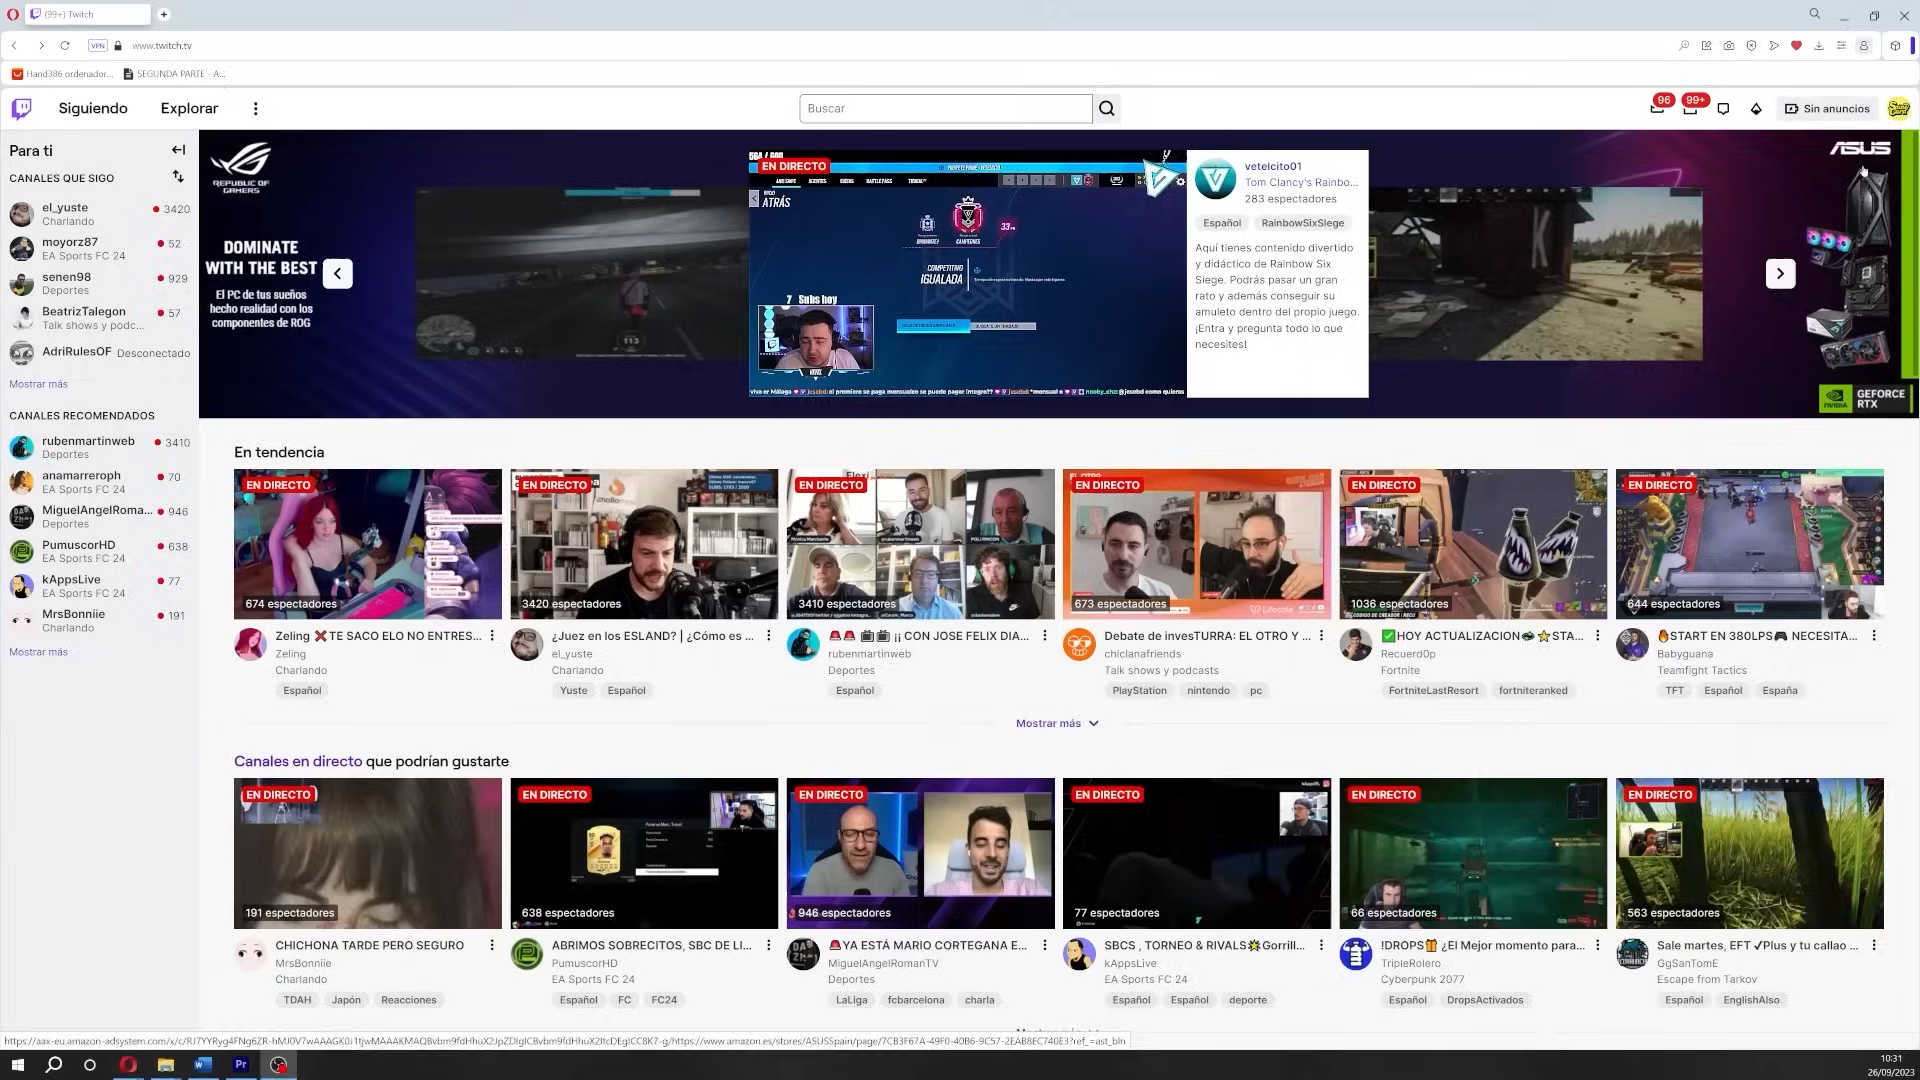 (99+) Twitch
VPN
www.twitch.tv
Hand386 ordenador...
SEGUNDA PARTE - A...
Siguiendo
Explorar
Buscar
96
99+
Sin anuncios
Para ti
CANALES QUE SIGO
el_yuste
3420
Charlando
moyorz87
52
EA Sports FC 24
senen98
929
Deportes
BeatrizTalegon
57
Talk shows y podc...
AdriRulesOF
Desconectado
Mostrar más
CANALES RECOMENDADOS
rubenmartinweb
3410
Deportes
anamarreroph
70
EA Sports FC 24
MiguelAngelRoma...
946
Deportes
PumuscorHD
638
EA Sports FC 24
kAppsLive
77
EA Sports FC 24
MrsBonniie
191
Charlando
Mostrar más
REPUBLIC OF
GAMERS
DOMINATE
WITH THE BEST
El PC de tus sueños
hecho realidad con los
componentes de ROG
113
EN DIRECTO
ATRÁS
COMPETITIVO
IGUALADA
7 Subs hoy
vetelcito01
Tom Clancy's Rainbo...
283 espectadores
Español
RainbowSixSiege
Aquí tienes contenido divertido
y didáctico de Rainbow Six
Siege. Podrás pasar un gran
rato y además conseguir su
amuleto dentro del propio juego.
¡Entra y pregunta todo lo que
necesites!
ASUS
NVIDIA
GEFORCE
RTX
En tendencia
EN DIRECTO
674 espectadores
Zeling ❌TE SACO ELO NO ENTRES...
Zeling
Charlando
Español
EN DIRECTO
3420 espectadores
¿Juez en los ESLAND? | ¿Cómo es ...
el_yuste
Charlando
Yuste
Español
EN DIRECTO
3410 espectadores
🚨🚨 📺📺 ¡¡ CON JOSE FELIX DIA...
rubenmartinweb
Deportes
Español
EN DIRECTO
673 espectadores
Lifecole
Debate de invesTURRA: EL OTRO Y ...
chiclanafriends
Talk shows y podcasts
PlayStation
nintendo
pc
EN DIRECTO
1036 espectadores
✅HOY ACTUALIZACION⭐STA...
Recuerd0p
Fortnite
FortniteLastResort
fortniteranked
EN DIRECTO
644 espectadores
🔥START EN 380LPS🎮 NECESITA...
Babyguana
Teamfight Tactics
TFT
Español
España
Mostrar más
Canales en directo que podrían gustarte
EN DIRECTO
191 espectadores
CHICHONA TARDE PERO SEGURO
MrsBonniie
Charlando
TDAH
Japón
Reacciones
EN DIRECTO
638 espectadores
ABRIMOS SOBRECITOS, SBC DE LI...
PumuscorHD
EA Sports FC 24
Español
FC
FC24
EN DIRECTO
946 espectadores
🚨YA ESTÁ MARIO CORTEGANA E...
MiguelAngelRomanTV
Deportes
LaLiga
fcbarcelona
charla
EN DIRECTO
77 espectadores
SBCS , TORNEO & RIVALS🌟Gorrill...
kAppsLive
EA Sports FC 24
Español
Español
deporte
EN DIRECTO
66 espectadores
!DROPS🎁 ¿El Mejor momento para...
TripleRolero
Cyberpunk 2077
Español
DropsActivados
EN DIRECTO
563 espectadores
Sale martes, EFT ✓Plus y tu callao ...
GgSanTomE
Escape from Tarkov
Español
EnglishAlso
10:31
26/09/2023